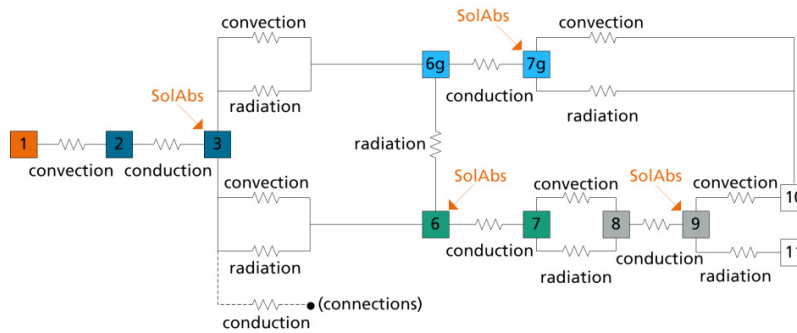 convection
SolAbs
convection
6g
7g
SolAbs
radiation
conduction
radiation
1
2
3
radiation
convection
conduction
convection
SolAbs
convection
SolAbs
convection
10
6
7
8
9
conduction
radiation
radiation
conduction
radiation
(connections)
conduction